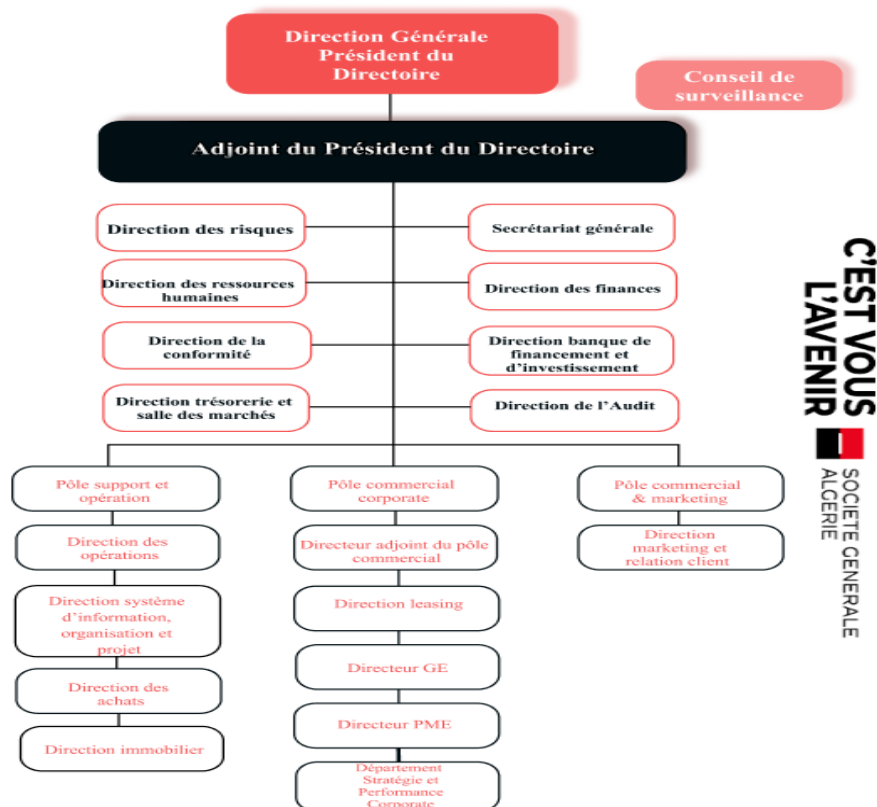 Direction Générale
Président du
Directoire
Conseil de
surveillance
Adjoint du Président du Directoire
Direction des risques
Secrétariat générale
Direction des ressources
humaines
Direction des finances
Direction de la
conformité
Direction banque de
financement et
d'investissement
Direction trésorerie et
salle des marchés
Direction de l'Audit
Pôle support et
opération
Pôle commercial
corporate
Pôle commercial
& marketing
Direction des
opérations
Directeur adjoint du pôle
commercial
Direction
marketing et
relation client
Direction système
d'information,
organisation et
projet
Direction leasing
Direction des
achats
Directeur GE
Direction immobilier
Directeur PME
Département
Stratégie et
Performance
Corporate
C'EST VOUS
L'AVENIR
SOCIETE GENERALE
ALGERIE